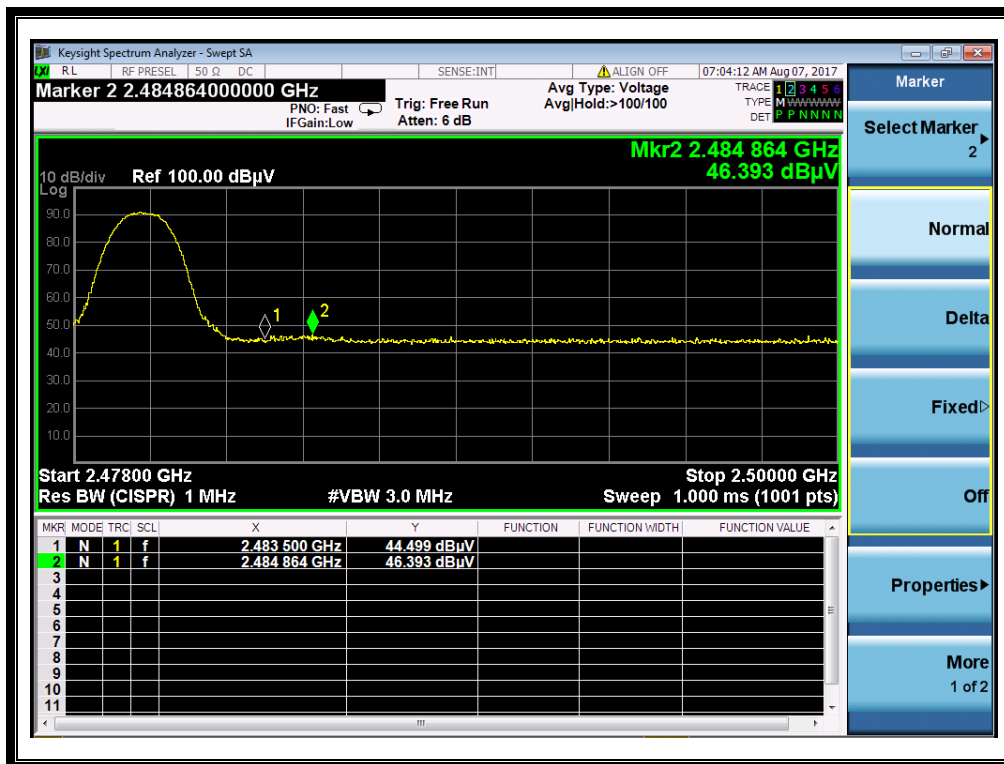 Keysight Spectrum Analyzer - Swept SA
LXI RL RF PRESEL 50 Ω DC SENSE:INT ALIGN OFF 07:04:12 AM Aug 07, 2017
Marker 2 2.484864000000 GHz
PNO: Fast
IFGain:Low
Trig: Free Run
Atten: 6 dB
Avg Type: Voltage
Avg|Hold:>100/100
TRACE 1 2 3 4 5 6
TYPE M W W W W W
DET P P N N N N
Mkr2 2.484 864 GHz
46.393 dBµV
10 dB/div Ref 100.00 dBµV
Log
90.0
80.0
70.0
60.0
50.0
40.0
30.0
20.0
10.0
1
2
Start 2.47800 GHz Stop 2.50000 GHz
Res BW (CISPR) 1 MHz #VBW 3.0 MHz Sweep 1.000 ms (1001 pts)
MKR MODE TRC SCL X Y FUNCTION FUNCTION WIDTH FUNCTION VALUE
1 N 1 f 2.483 500 GHz 44.499 dBµV
2 N 1 f 2.484 864 GHz 46.393 dBµV
3
4
5
6
7
8
9
10
11
Marker
Select Marker
2
Normal
Delta
Fixed
Off
Properties
More
1 of 2